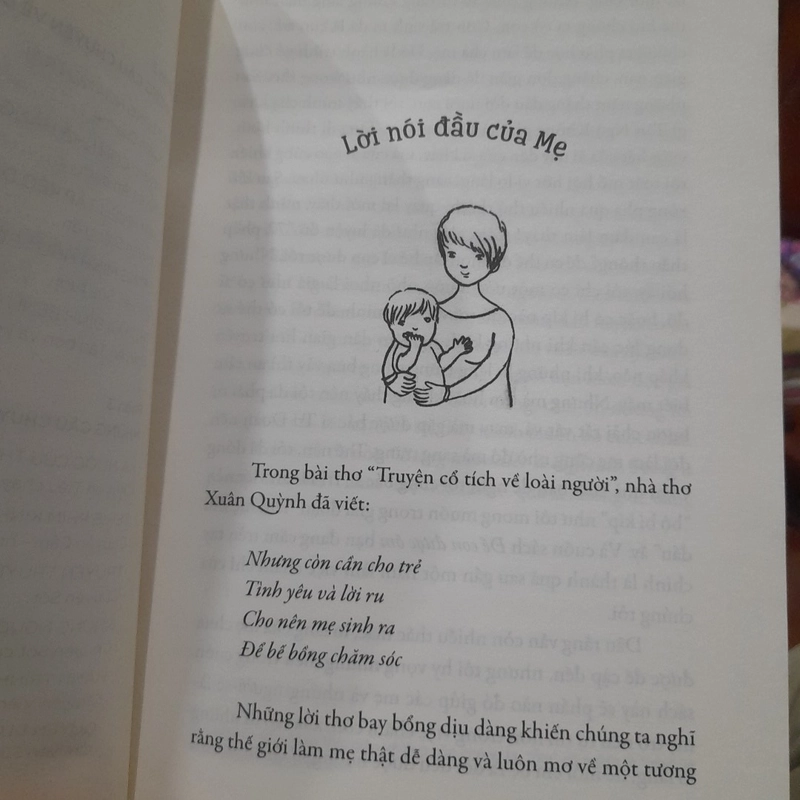 Lời nói đầu của Mẹ
Trong bài thơ “Truyện cổ tích về loài người”, nhà thơ
Xuân Quỳnh đã viết:
Nhưng còn cần cho trẻ
Tình yêu và lời ru
Cho nên mẹ sinh ra
Để bế bồng chăm sóc
Những lời thơ bay bổng dịu dàng khiến chúng ta nghĩ
rằng thế giới làm mẹ thật dễ dàng và luôn mơ về một tương